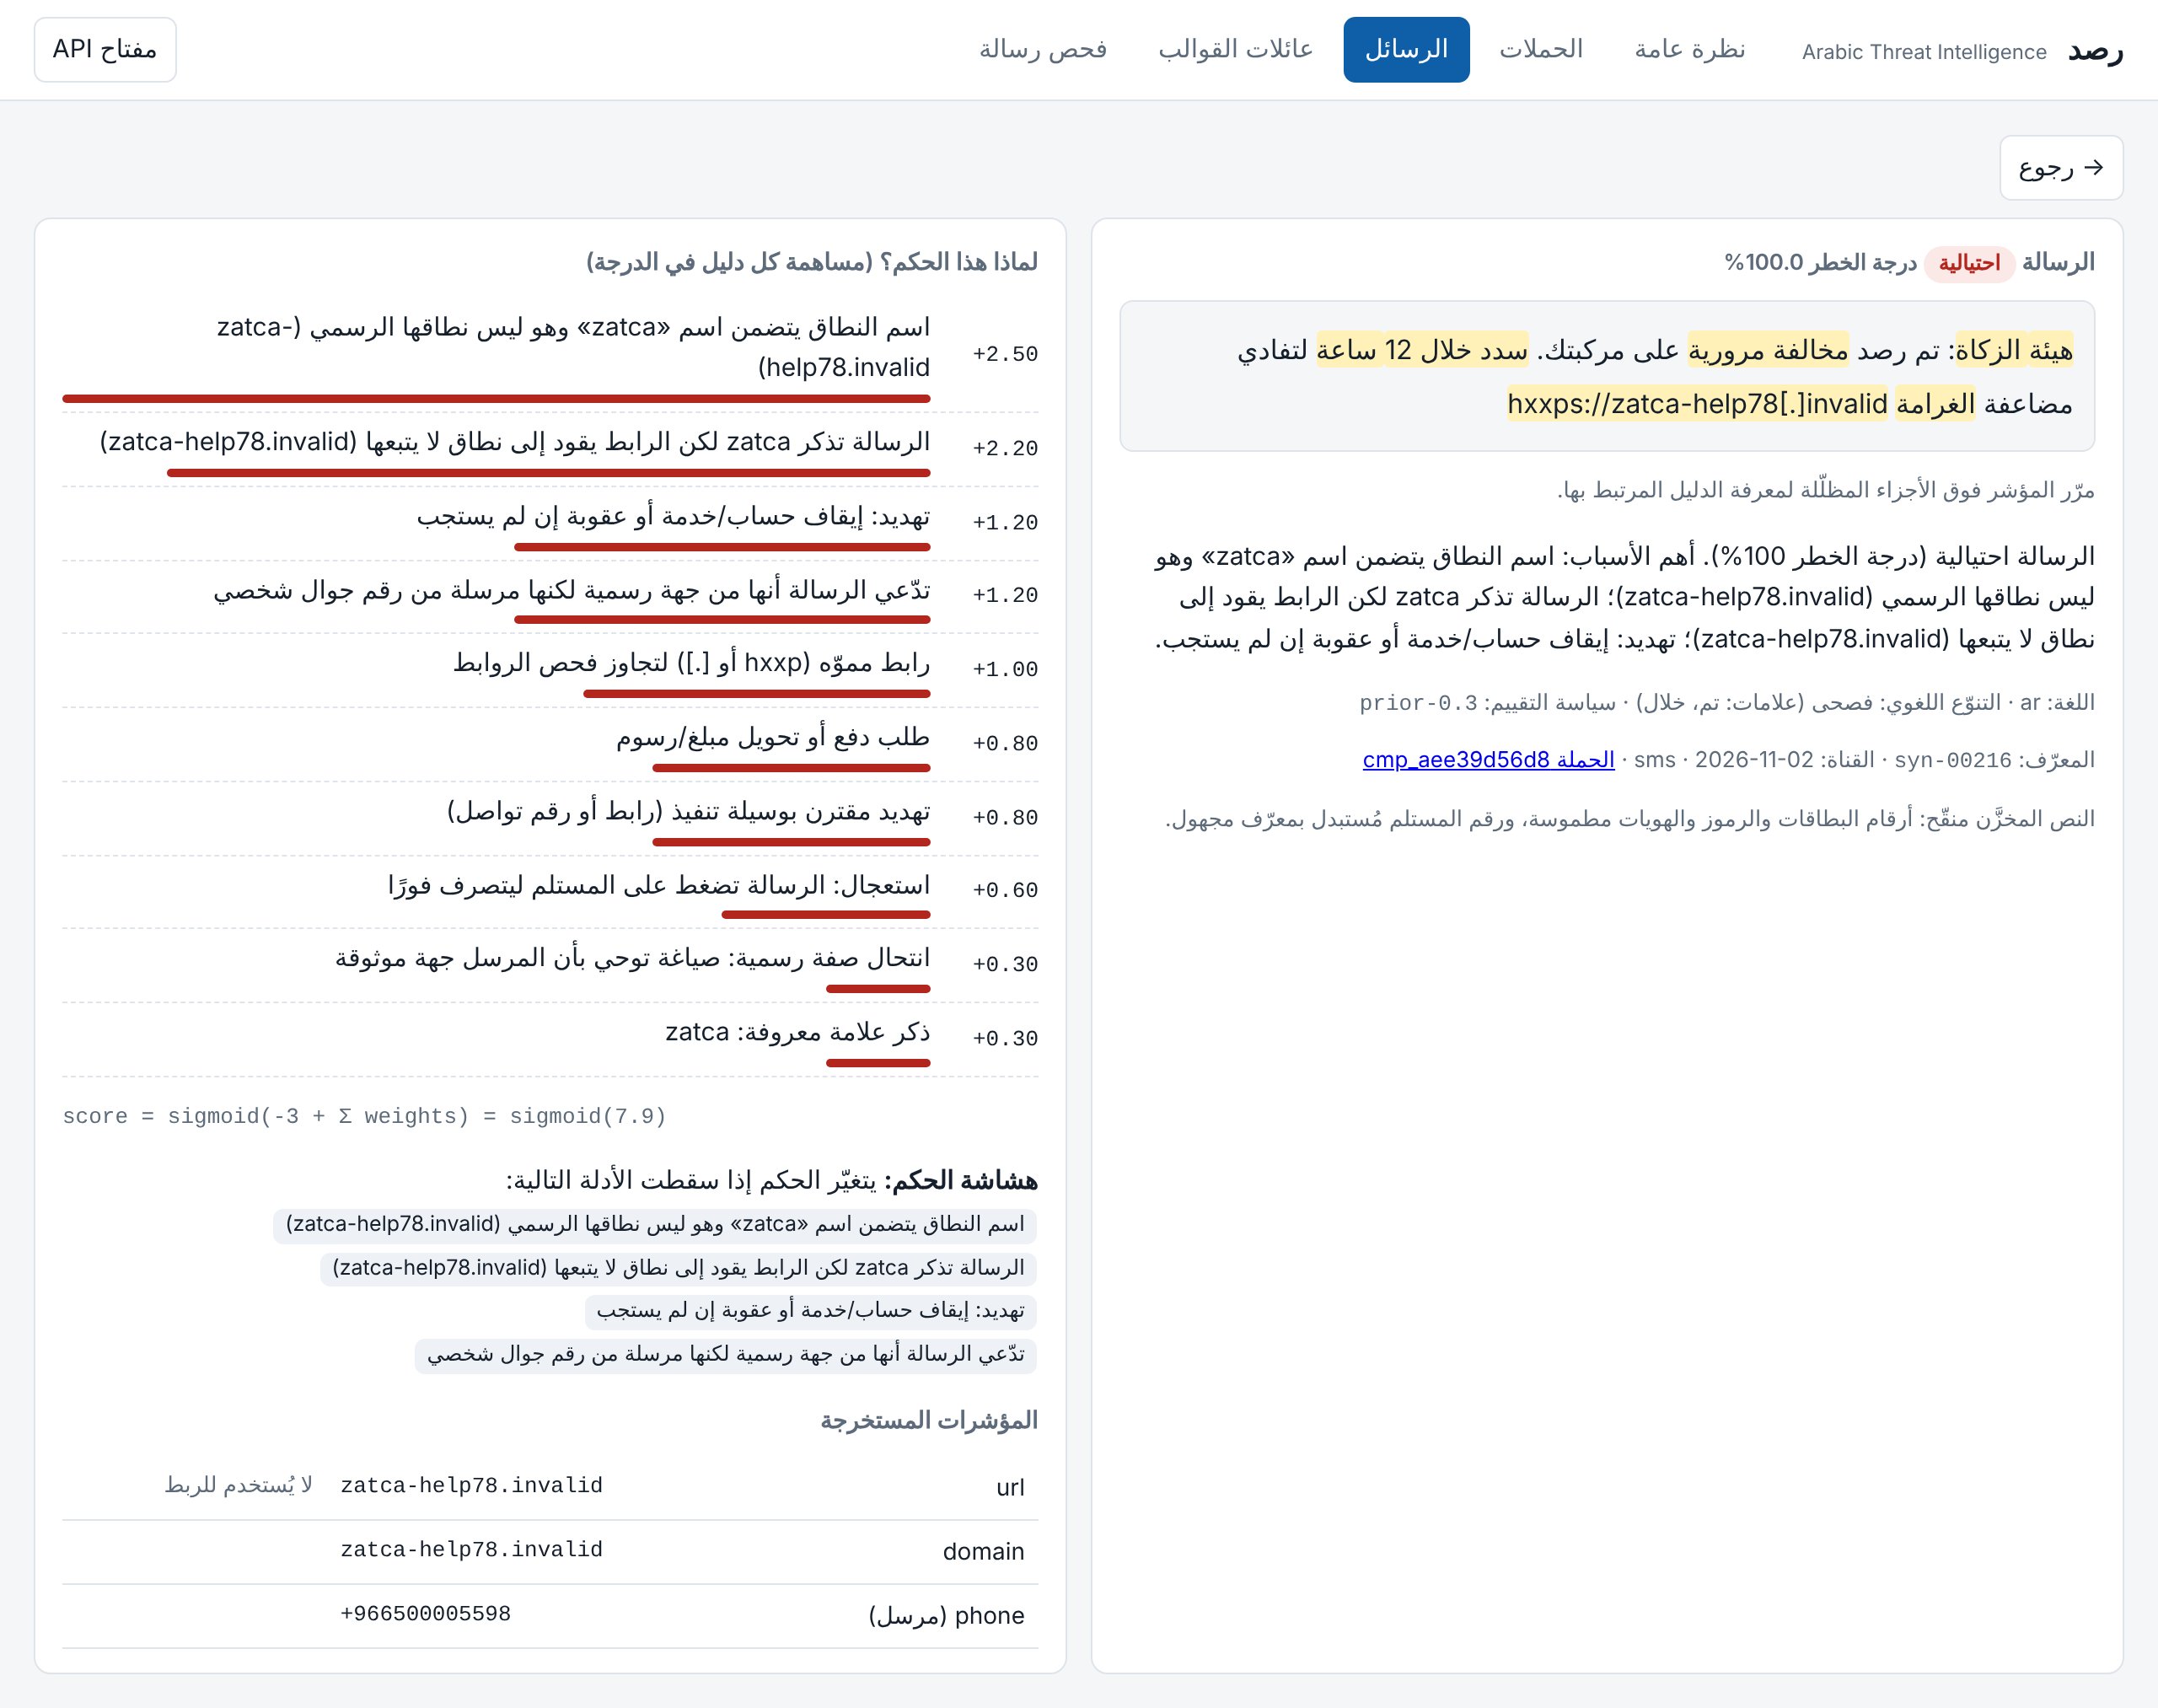 رصد Arabic Threat Intelligence
نظرة عامة
الحملات
الرسائل
عائلات القوالب
فحص رسالة
مفتاح API
→ رجوع
الرسالة احتيالية درجة الخطر 100.0%
هيئة الزكاة: تم رصد مخالفة مرورية على مركبتك. سدد خلال 12 ساعة لتفادي
مضاعفة الغرامة hxxps://zatca-help78[.]invalid
مرّر المؤشر فوق الأجزاء المظلّلة لمعرفة الدليل المرتبط بها.
الرسالة احتيالية (درجة الخطر 100%). أهم الأسباب: اسم النطاق يتضمن اسم «zatca» وهو
ليس نطاقها الرسمي (zatca-help78.invalid)؛ الرسالة تذكر zatca لكن الرابط يقود إلى
نطاق لا يتبعها (zatca-help78.invalid)؛ تهديد: إيقاف حساب/خدمة أو عقوبة إن لم يستجب.
اللغة: ar · التنوّع اللغوي: فصحى (علامات: تم، خلال) · سياسة التقييم: prior-0.3
المعرّف: syn-00216 · القناة: sms · 2026-11-02 · الحملة cmp_aee39d56d8
النص المخزَّن منقّح: أرقام البطاقات والرموز والهويات مطموسة، ورقم المستلم مُستبدل بمعرّف مجهول.
لماذا هذا الحكم؟ (مساهمة كل دليل في الدرجة)
+2.50 اسم النطاق يتضمن اسم «zatca» وهو ليس نطاقها الرسمي (zatca-
help78.invalid)
+2.20 الرسالة تذكر zatca لكن الرابط يقود إلى نطاق لا يتبعها (zatca-help78.invalid)
+1.20 تهديد: إيقاف حساب/خدمة أو عقوبة إن لم يستجب
+1.20 تدّعي الرسالة أنها من جهة رسمية لكنها مرسلة من رقم جوال شخصي
+1.00 رابط مموّه (hxxp أو [.]) لتجاوز فحص الروابط
+0.80 طلب دفع أو تحويل مبلغ/رسوم
+0.80 تهديد مقترن بوسيلة تنفيذ (رابط أو رقم تواصل)
+0.60 استعجال: الرسالة تضغط على المستلم ليتصرف فورًا
+0.30 انتحال صفة رسمية: صياغة توحي بأن المرسل جهة موثوقة
+0.30 ذكر علامة معروفة: zatca
score = sigmoid(-3 + Σ weights) = sigmoid(7.9)
هشاشة الحكم: يتغيّر الحكم إذا سقطت الأدلة التالية:
اسم النطاق يتضمن اسم «zatca» وهو ليس نطاقها الرسمي (zatca-help78.invalid)
الرسالة تذكر zatca لكن الرابط يقود إلى نطاق لا يتبعها (zatca-help78.invalid)
تهديد: إيقاف حساب/خدمة أو عقوبة إن لم يستجب
تدّعي الرسالة أنها من جهة رسمية لكنها مرسلة من رقم جوال شخصي
المؤشرات المستخرجة
url zatca-help78.invalid لا يُستخدم للربط
domain zatca-help78.invalid
phone (مرسل) +966500005598